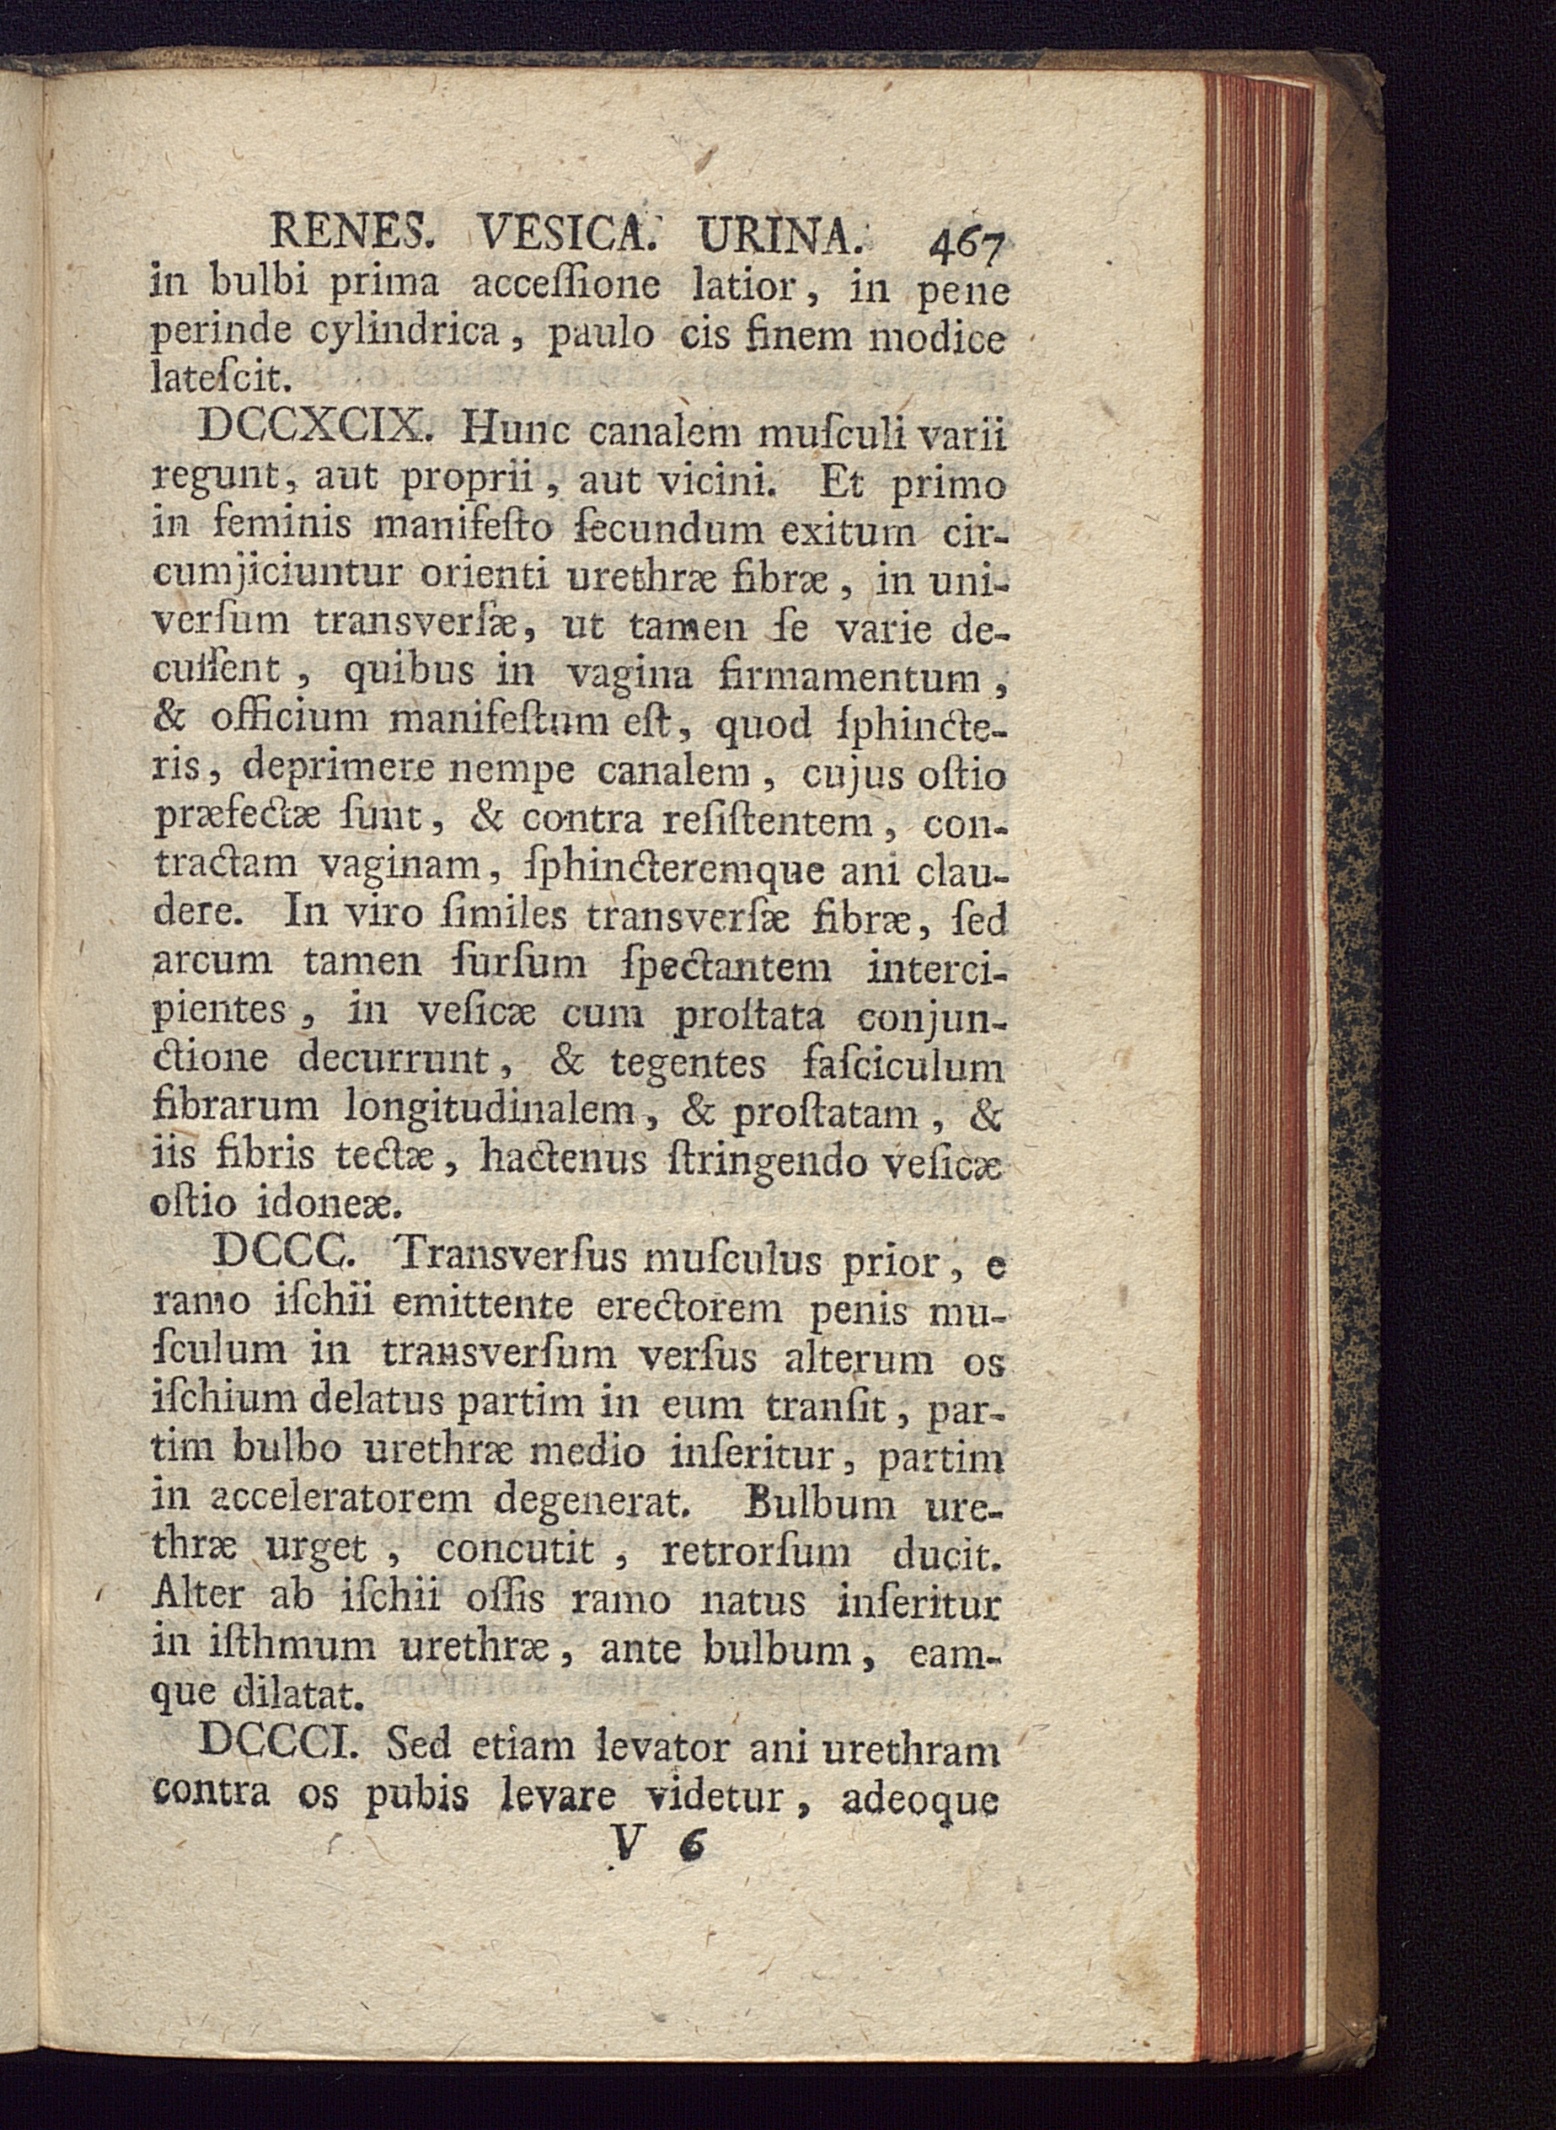 RENES. VESICA. URINA. 467
in bulbi prima acceſſione latior, in pene
perinde cylindrica, paulo cis finem modice
lateſcit.
DCCXCIX. Hunc canalem muſculi varii
regunt, aut proprii, aut vicini. Et primo
in feminis manifeſto ſecundum exitum cir-
cumjiciuntur orienti urethræ fibræ, in uni-
verſum transverſæ, ut tamen ſe varie de-
cuſſent, quibus in vagina firmamentum,
& officium manifeſtum eſt, quod ſphincte-
ris, deprimere nempe canalem, cujus oſtio
præfectæ ſunt, & contra reſiſtentem, con-
tractam vaginam, ſphincteremque ani clau-
dere. In viro ſimiles transverſæ fibræ, ſed
arcum tamen ſurſum ſpectantem interci-
pientes, in veſicæ cum proſtata conjun-
ctione decurrunt, & tegentes faſciculum
fibrarum longitudinalem, & proſtatam, &
iis fibris tectæ, hactenus ſtringendo veſicæ
oſtio idoneæ.
DCCC. Transverſus muſculus prior, e
ramo iſchii emittente erectorem penis mu-
ſculum in transverſum verſus alterum os
iſchium delatus partim in eum tranſit, par-
tim bulbo urethræ medio inſeritur, partim
in acceleratorem degenerat. Bulbum ure-
thræ urget, concutit, retrorſum ducit.
Alter ab iſchii oſſis ramo natus inſeritur
in iſthmum urethræ, ante bulbum, eam-
que dilatat.
DCCCI. Sed etiam levator ani urethram
contra os pubis levare videtur, adeoque
V 6